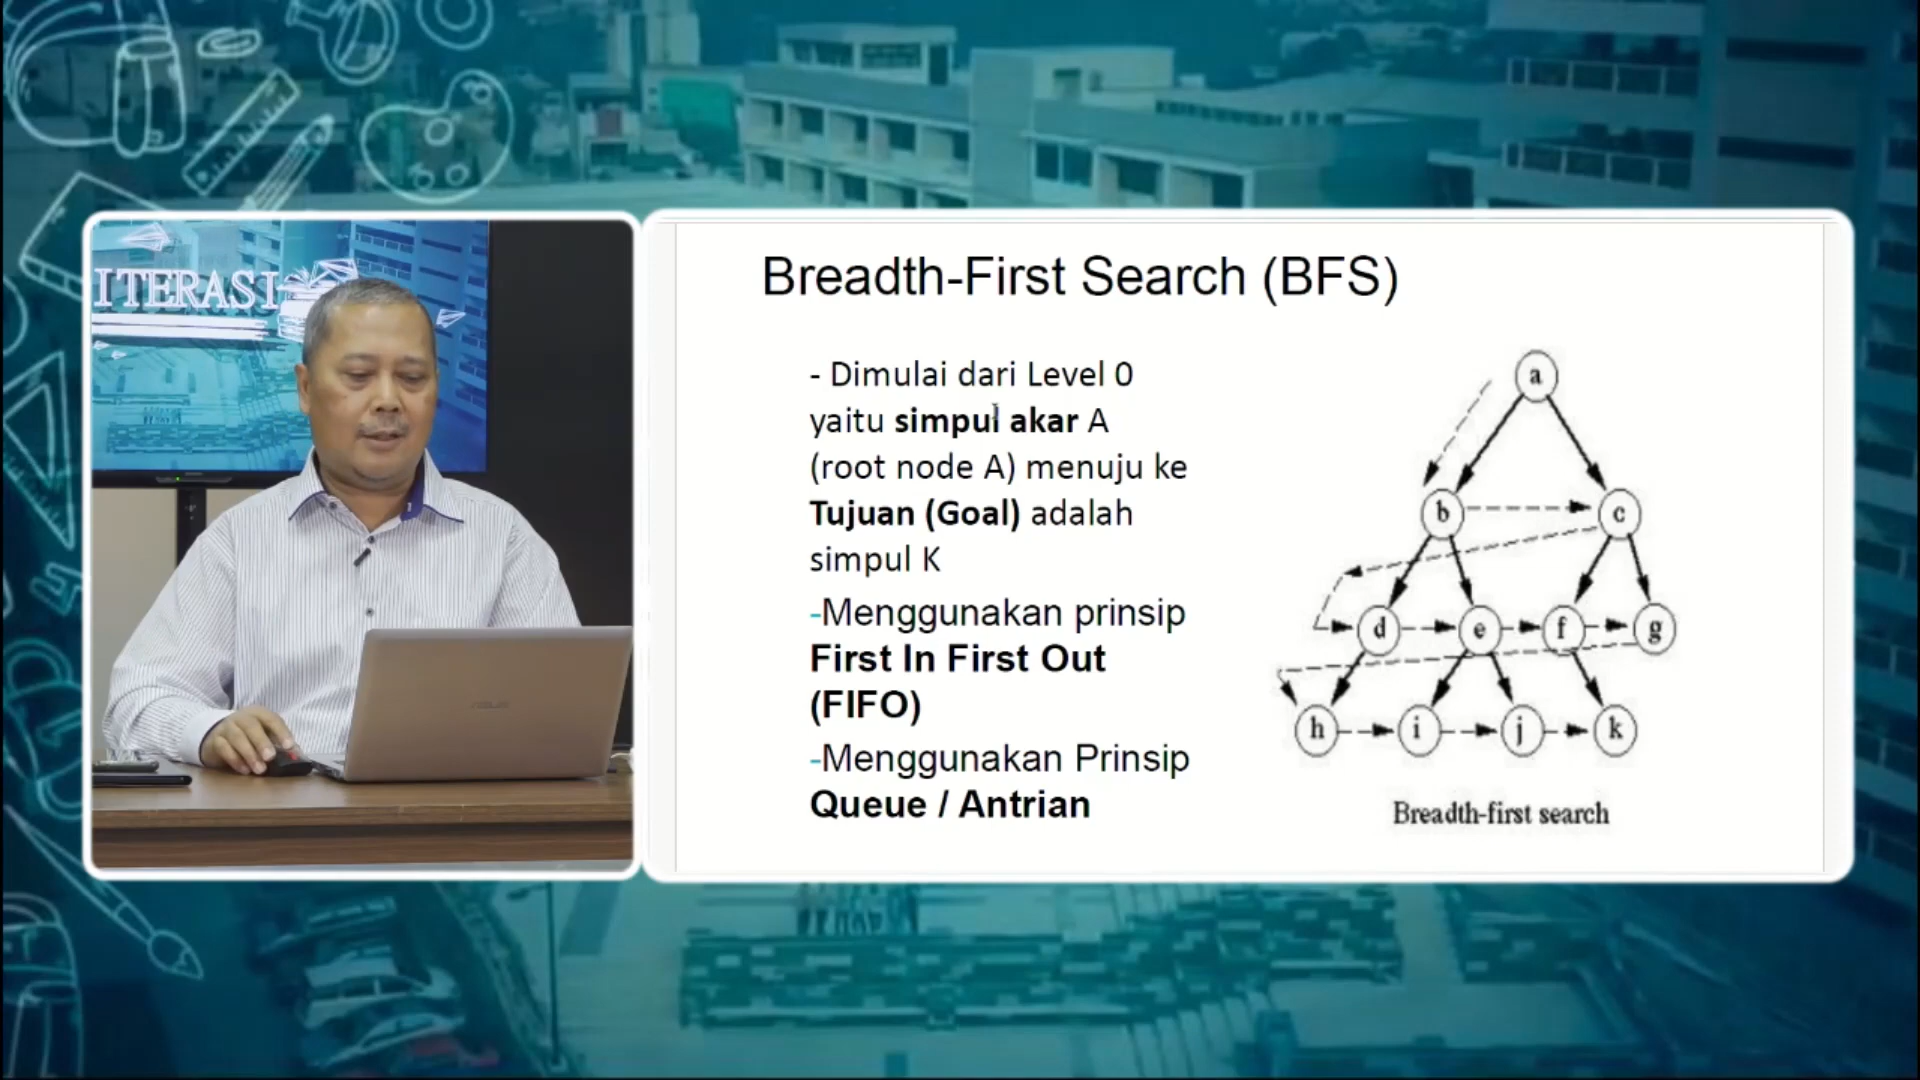 ITERASI
Breadth-First Search (BFS)
- Dimulai dari Level 0
yaitu simpul akar A
(root node A) menuju ke
Tujuan (Goal) adalah
simpul K
-Menggunakan prinsip
First In First Out
(FIFO)
-Menggunakan Prinsip
Queue / Antrian
a
b c
d e f g
h i j k
Breadth-first search
ASUS